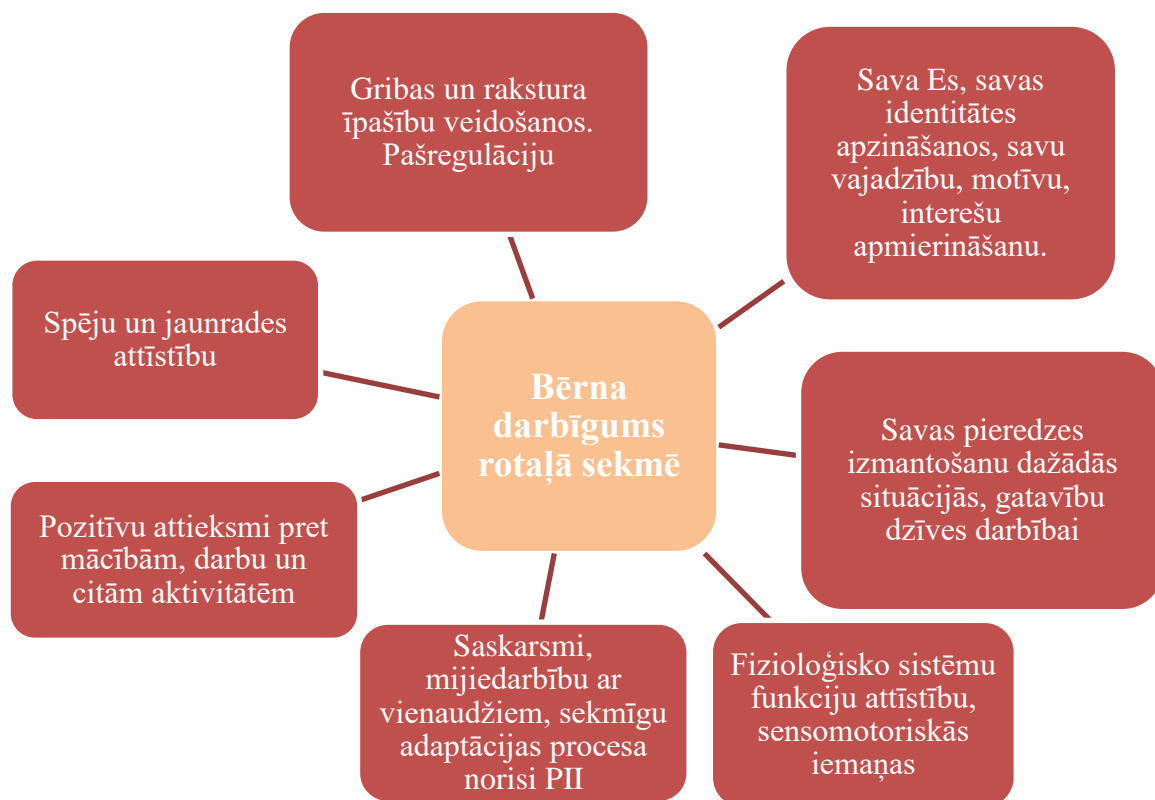 Gribas un rakstura
īpašību veidošanos.
Pašregulāciju
Sava Es, savas
identitātes
apzināšanos, savu
vajadzību, motīvu,
interešu
apmierināšanu.
Spēju un jaunrades
attīstību
Bērna
darbīgums
rotaļā sekmē
Savas pieredzes
izmantošanu dažādās
situācijās, gatavību
dzīves darbībai
Pozitīvu attieksmi pret
mācībām, darbu un
citām aktivitātēm
Saskarsmi,
mijiedarbību ar
vienaudžiem, sekmīgu
adaptācijas procesa
norisi PII
Fizioloģisko sistēmu
funkciju attīstību,
sensomotoriskās
iemaņas